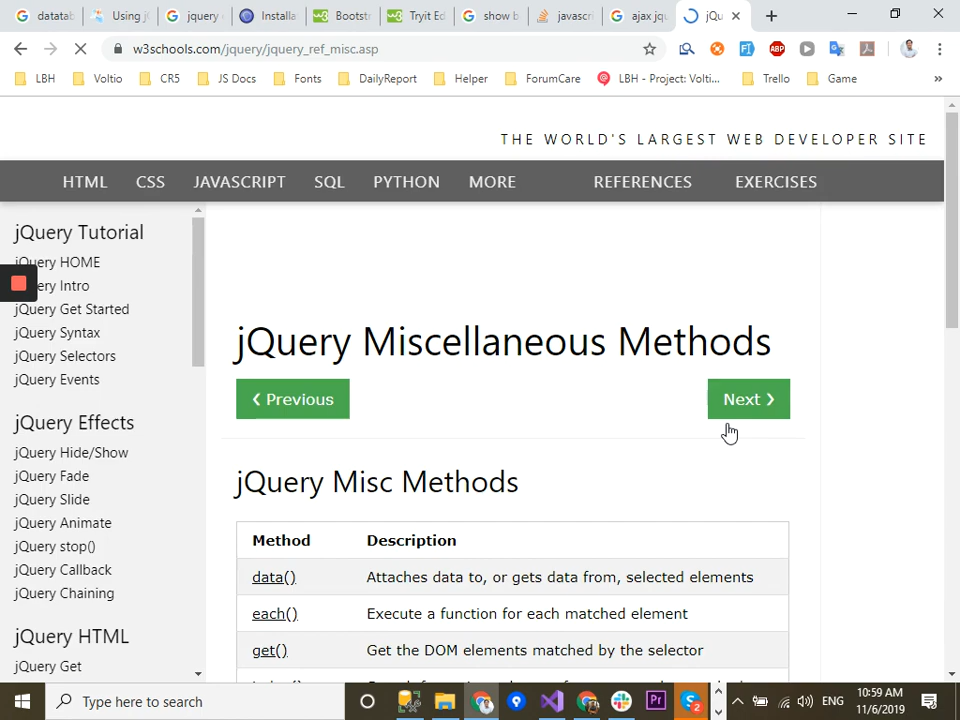 datatab
Using j
jquery
Installa
Bootst
Tryit Ed
show b
javascri
ajax jqu
jQu
w3schools.com/jquery/jquery_ref_misc.asp
LBH
Voltio
CR5
JS Docs
Fonts
DailyReport
Helper
ForumCare
LBH - Project: Volti...
Trello
Game
»
THE WORLD'S LARGEST WEB DEVELOPER SITE
HTML CSS JAVASCRIPT SQL PYTHON MORE REFERENCES EXERCISES
jQuery Tutorial
jQuery HOME
Intro
jQuery Get Started
jQuery Syntax
jQuery Selectors
jQuery Events
jQuery Effects
jQuery Hide/Show
jQuery Fade
jQuery Slide
jQuery Animate
jQuery stop()
jQuery Callback
jQuery Chaining
jQuery HTML
jQuery Get
jQuery Miscellaneous Methods
❮ Previous
Next ❯
jQuery Misc Methods
Method Description
data() Attaches data to, or gets data from, selected elements
each() Execute a function for each matched element
get() Get the DOM elements matched by the selector
Type here to search
ENG
10:59 AM
11/6/2019